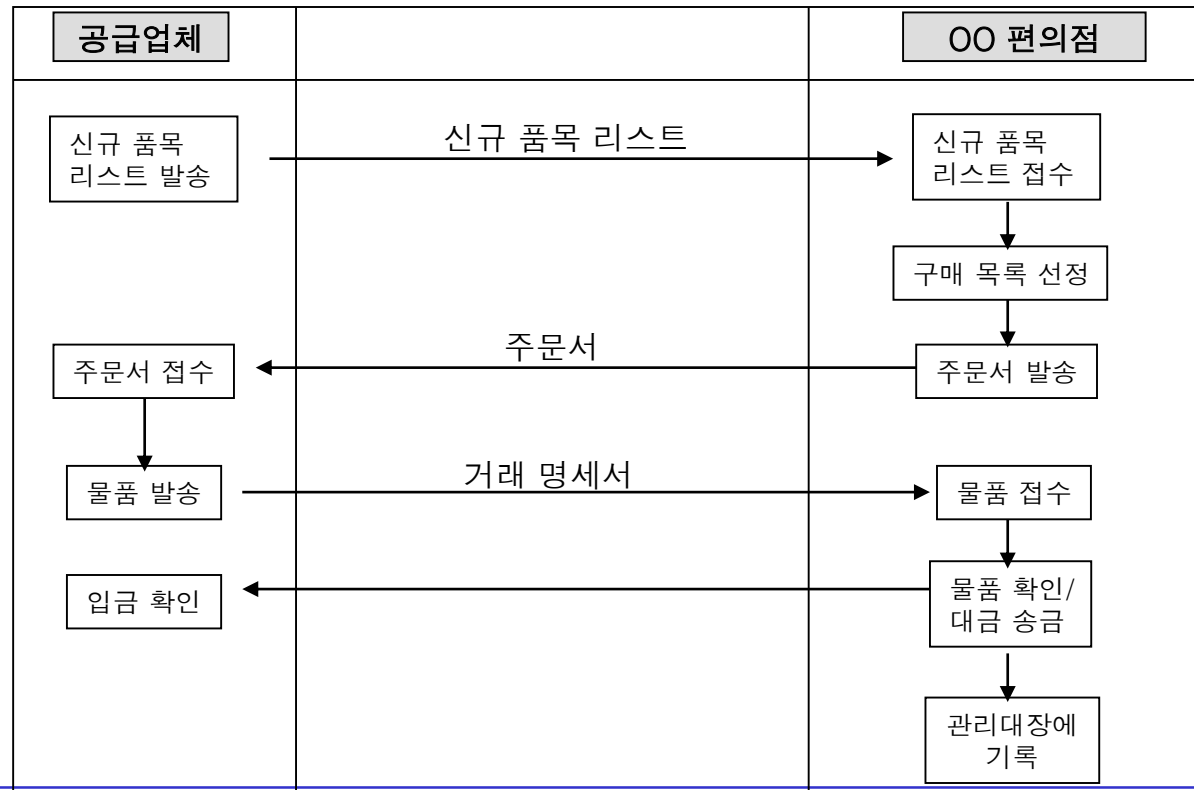 공급업체
OO 편의점
신규 품목
리스트 발송
신규 품목 리스트
신규 품목
리스트 접수
구매 목록 선정
주문서 접수
주문서
주문서 발송
물품 발송
거래 명세서
물품 접수
입금 확인
물품 확인/
대금 송금
관리대장에
기록